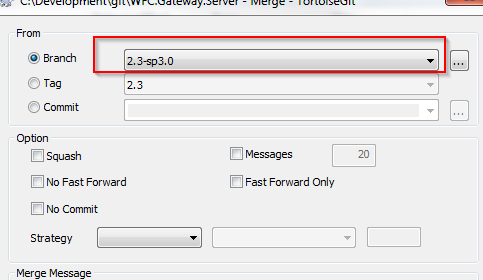 C:\Development\git\WFC.Gateway.Server - Merge - TortoiseGit
From
Branch
2.3-sp3.0
...
Tag
2.3
Commit
...
Option
Squash
Messages
20
No Fast Forward
Fast Forward Only
No Commit
Strategy
Merge Message